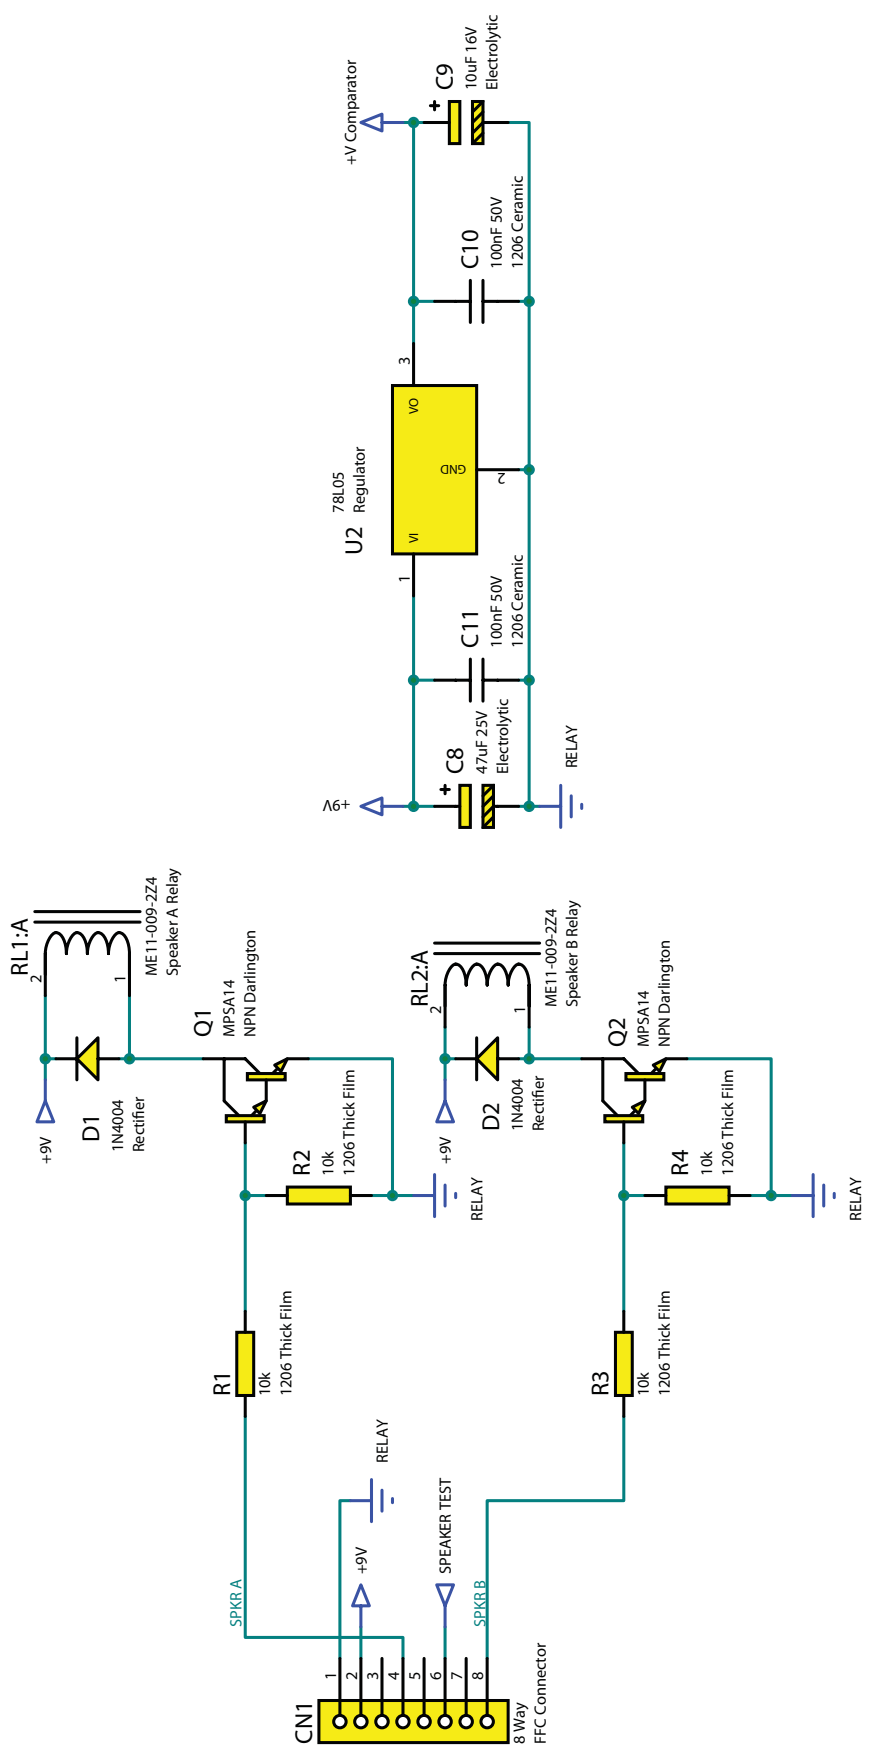 RL1:A
2
1
ME11-009-2Z4
Speaker A Relay
+9V
D1
1N4004
Rectifier
Q1
MPSA14
NPN Darlington
R2
10k
1206 Thick Film
RELAY
R1
10k
1206 Thick Film
SPKR A
RL2:A
2
1
ME11-009-2Z4
Speaker B Relay
+9V
D2
1N4004
Rectifier
Q2
MPSA14
NPN Darlington
R4
10k
1206 Thick Film
RELAY
R3
10k
1206 Thick Film
SPKR B
CN1
1
2
3
4
5
6
7
8
8 Way
FFC Connector
RELAY
+9V
SPEAKER TEST
+9V
C8
47uF 25V
Electrolytic
RELAY
C11
100nF 50V
1206 Ceramic
U2
78L05
Regulator
1
VI
GND
2
VO
3
C10
100nF 50V
1206 Ceramic
+V Comparator
C9
10uF 16V
Electrolytic
+
+